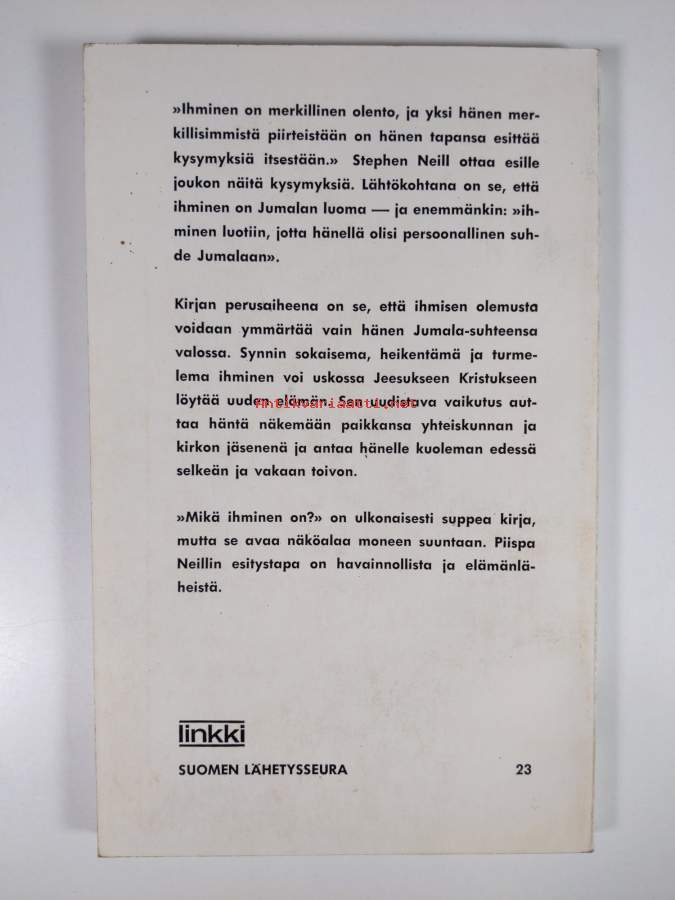 »Ihminen on merkillinen olento, ja yksi hänen mer-
killisimmistä piirteistään on hänen tapansa esittää
kysymyksiä itsestään.» Stephen Neill ottaa esille
joukon näitä kysymyksiä. Lähtökohtana on se, että
ihminen on Jumalan luoma — ja enemmänkin: »ih-
minen luotiin, jotta hänellä olisi persoonallinen suh-
de Jumalaan».
Kirjan perusaiheena on se, että ihmisen olemusta
voidaan ymmärtää vain hänen Jumala-suhteensa
valossa. Synnin sokaisema, heikentämä ja turme-
lema ihminen voi uskossa Jeesukseen Kristukseen
löytää uuden elämän. Sen uudistava vaikutus aut-
Antikvariaatti.net
taa häntä näkemään paikkansa yhteiskunnan ja
kirkon jäsenenä ja antaa hänelle kuoleman edessä
selkeän ja vakaan toivon.
»Mikä ihminen on?» on ulkonaisesti suppea kirja,
mutta se avaa näköalaa moneen suuntaan. Piispa
Neillin esitystapa on havainnollista ja elämänlä-
heistä.
linkki
SUOMEN LÄHETYSSEURA 23